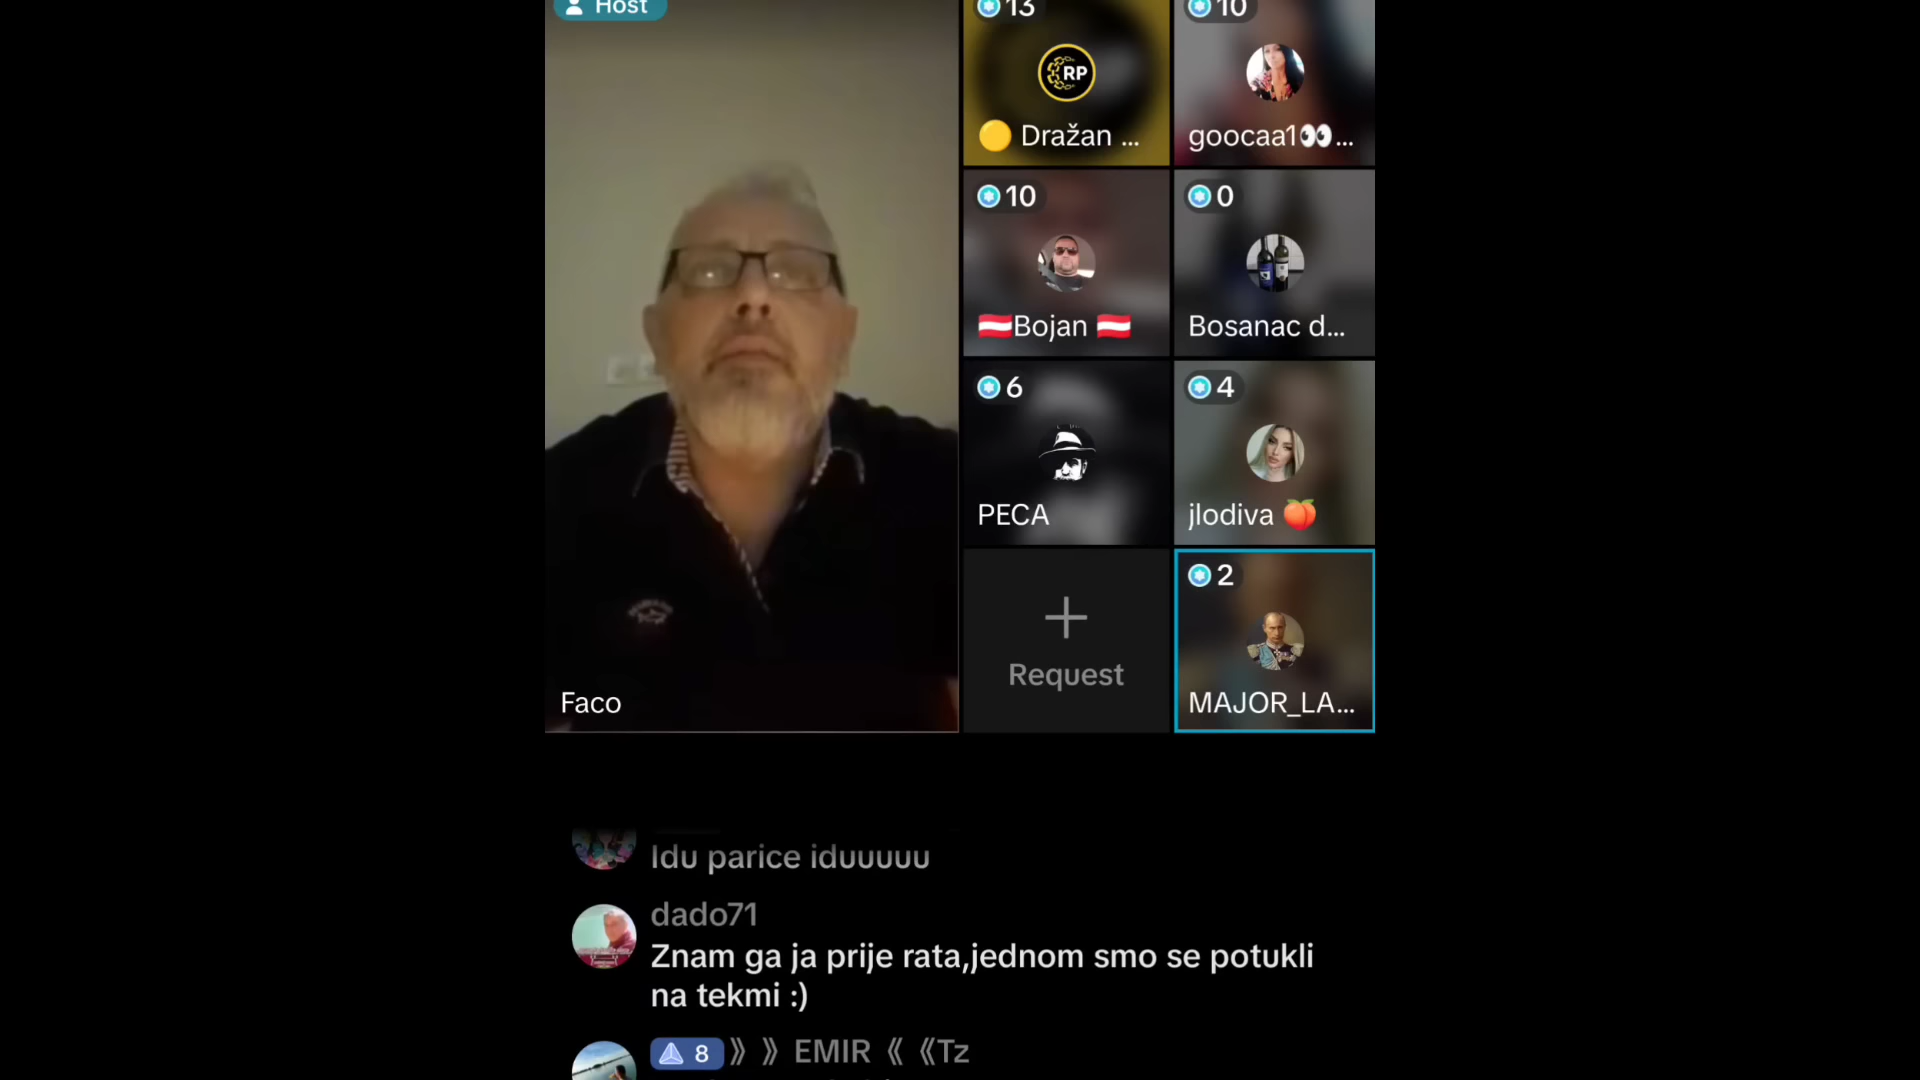 Host
13
10
RP
🟡 Dražan ...
goocaa1👀...
10
0
🇦🇹Bojan 🇦🇹
Bosanac d...
6
4
PECA
jlodiva 🍑
2
Request
Faco
MAJOR_LA...
Idu parice iduuuuu
dado71
Znam ga ja prije rata,jednom smo se potukli
na tekmi :)
8 》》 EMIR 《《Tz